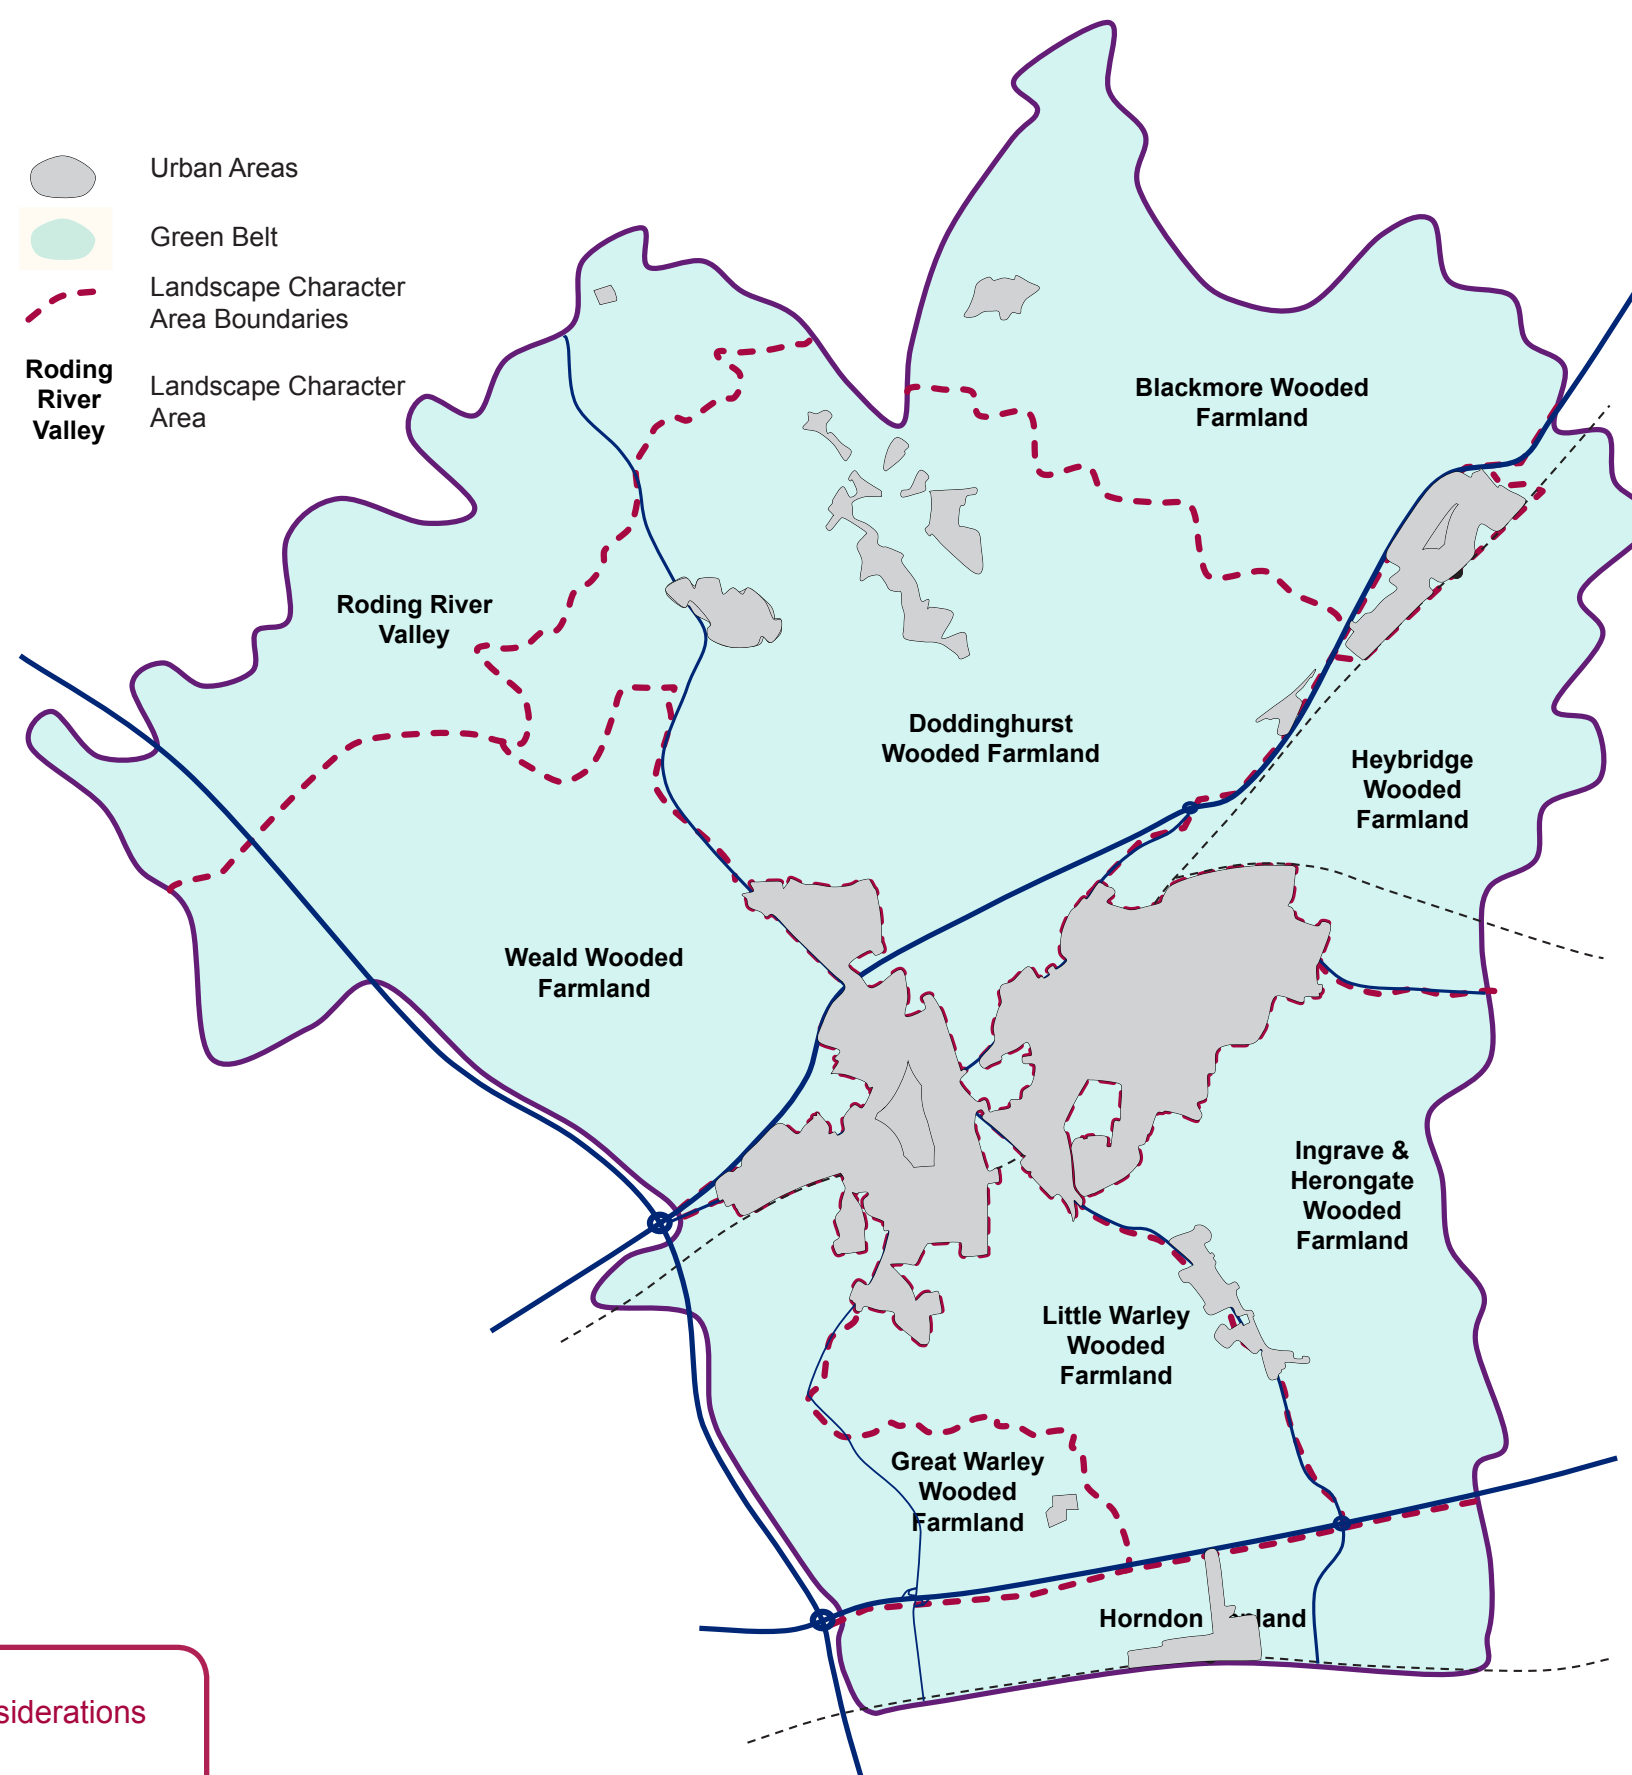 Urban Areas
Green Belt
Landscape Character
Area Boundaries
Roding
River
Valley
Landscape Character
Area
Blackmore Wooded
Farmland
Roding River
Valley
Doddinghurst
Wooded Farmland
Heybridge
Wooded
Farmland
Weald Wooded
Farmland
Ingrave &
Herongate
Wooded
Farmland
Little Warley
Wooded
Farmland
Great Warley
Wooded
Farmland
Horndon
siderations